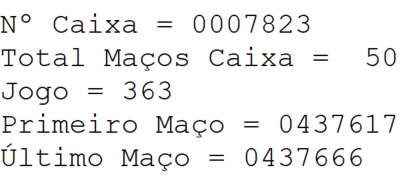 Nº Caixa = 0007823
Total Maços Caixa =  50
Jogo = 363
Primeiro Maço = 0437617
Último Maço = 0437666